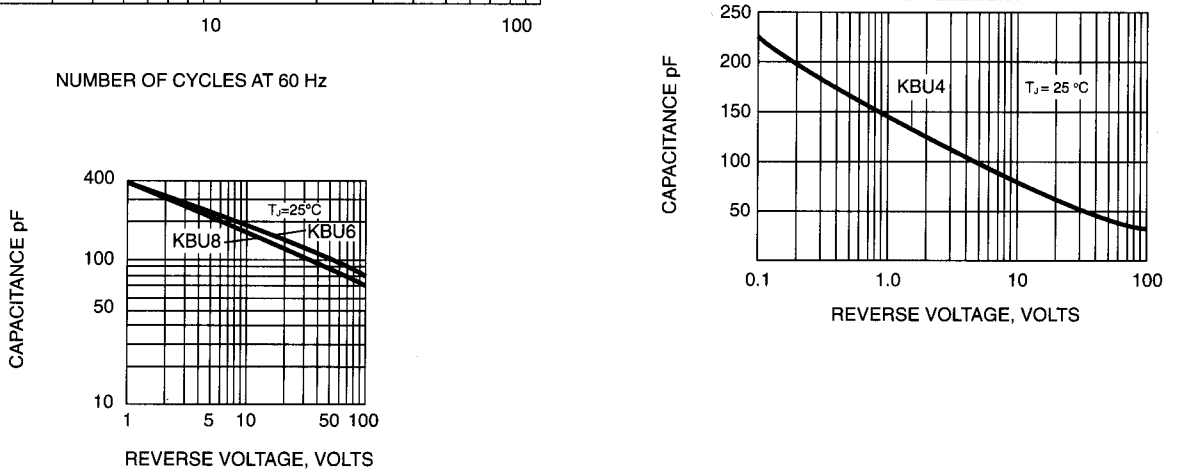 10 100
NUMBER OF CYCLES AT 60 Hz
CAPACITANCE pF
400
100
50
10
TJ=25°C
KBU8
KBU6
1 5 10 50 100
REVERSE VOLTAGE, VOLTS
CAPACITANCE pF
250
200
150
100
50
KBU4
TJ= 25 °C
0.1 1.0 10 100
REVERSE VOLTAGE, VOLTS